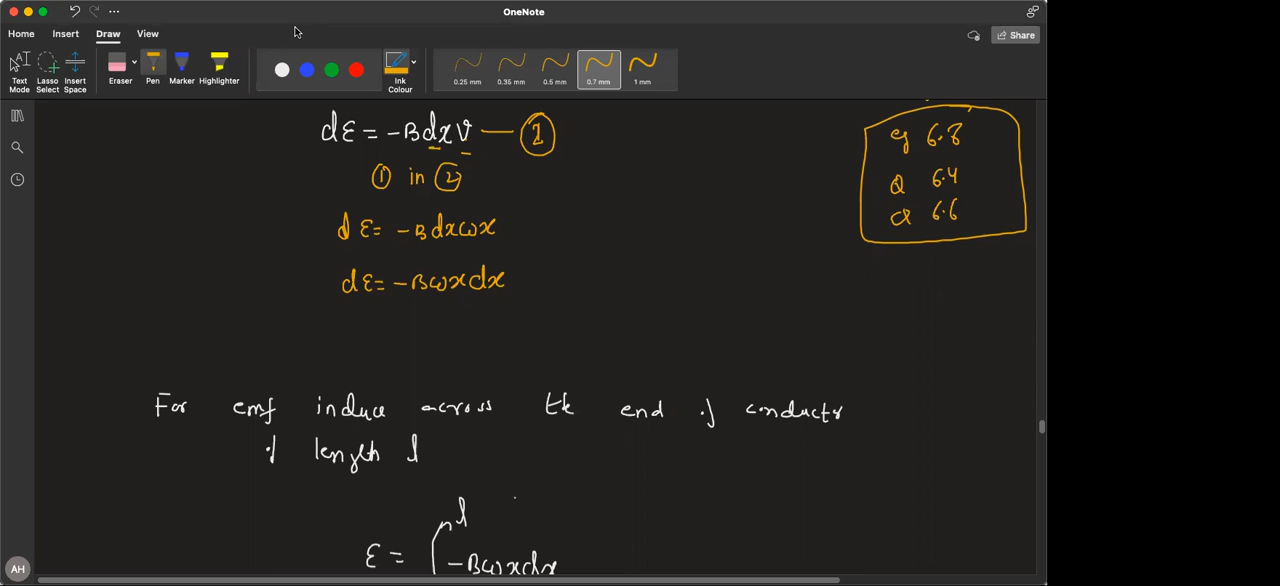 OneNote
Home Insert Draw View
Share
Text Mode
Lasso Select
Insert Space
Eraser
Pen
Marker
Highlighter
Ink Colour
0.25 mm
0.35 mm
0.5 mm
0.7 mm
1 mm
dε = -Bdxv — ②
① in ②
dε = -Bdxωx
dε = -Bωxdx
eg 6.8
Q 6.4
Q 6.6
For emf induce across the end of conductor
of length l
l
ε = ∫ -Bωxdx
AH